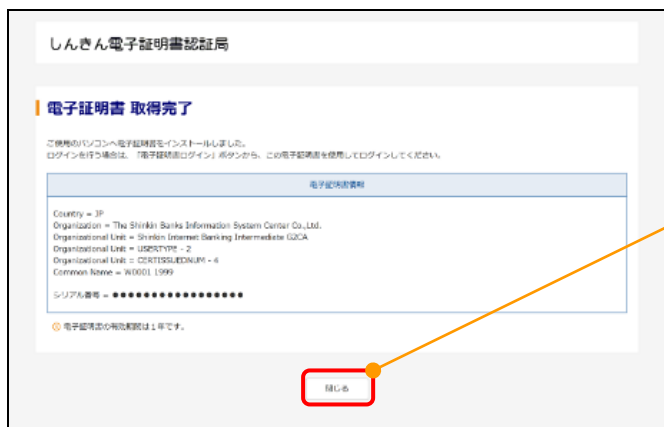 しんきん電子証明書認証局
電子証明書 取得完了
ご使用のパソコンへ電子証明書をインストールしました。
ログインを行う場合は、「電子証明書ログイン」ボタンから、この電子証明書を使用してログインしてください。
電子証明書情報
Country = JP
Organization = The Shinkin Banks Information System Center Co.,Ltd.
Organizational Unit = Shinkin Internet Banking Intermediate G2CA
Organizational Unit = USERTYPE - 2
Organizational Unit = CERTISSUEDNUM - 4
Common Name = W0001 1999
シリアル番号 = ●●●●●●●●●●●●●●●●●
電子証明書の有効期限は1年です。
閉じる